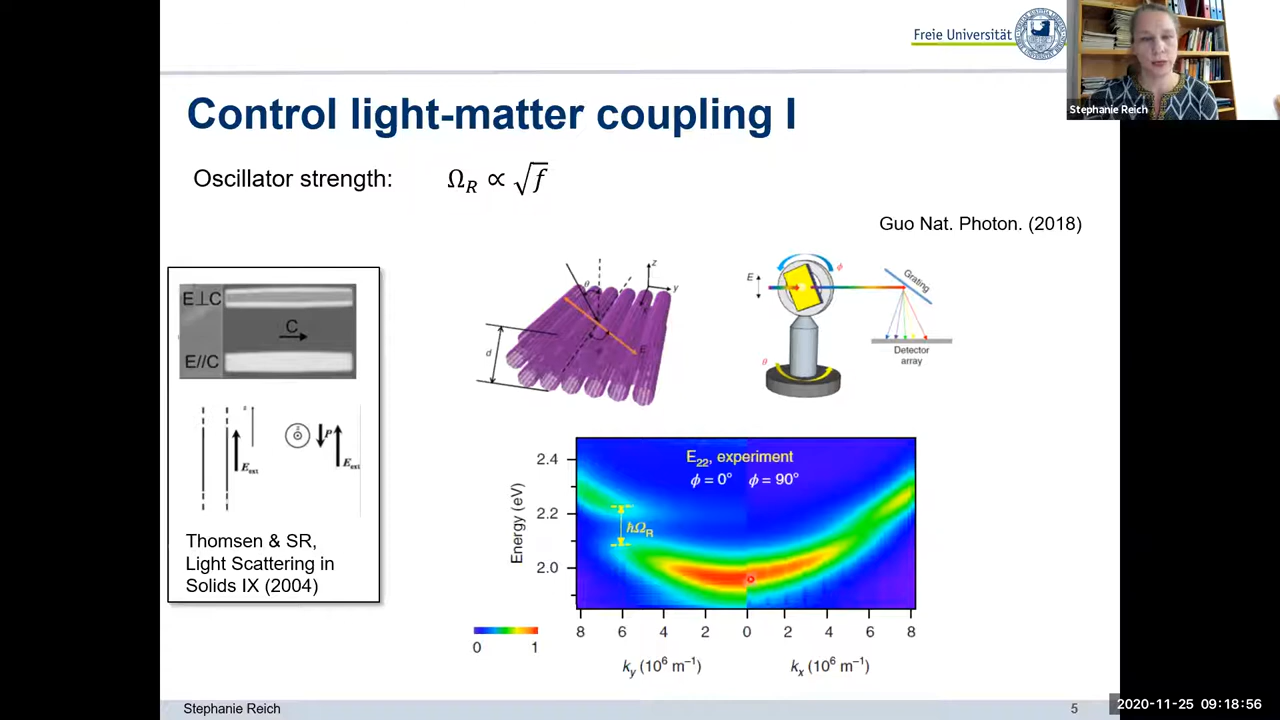 Freie Universität
Stephanie Reich
Control light-matter coupling I
Oscillator strength: Ω_R ∝ √f
Guo Nat. Photon. (2018)
E⊥C
C
E//C
z
E_ext
P
E_ext
Thomsen & SR,
Light Scattering in
Solids IX (2004)
z
y
θ
d
E
E
ϕ
θ
Grating
Detector
array
E₂₂, experiment
ϕ = 0° ϕ = 90°
ħΩ_R
Energy (eV)
2.4
2.2
2.0
8 6 4 2 0 2 4 6 8
k_y (10⁶ m⁻¹) k_x (10⁶ m⁻¹)
0 1
Stephanie Reich
5
2020-11-25 09:18:56